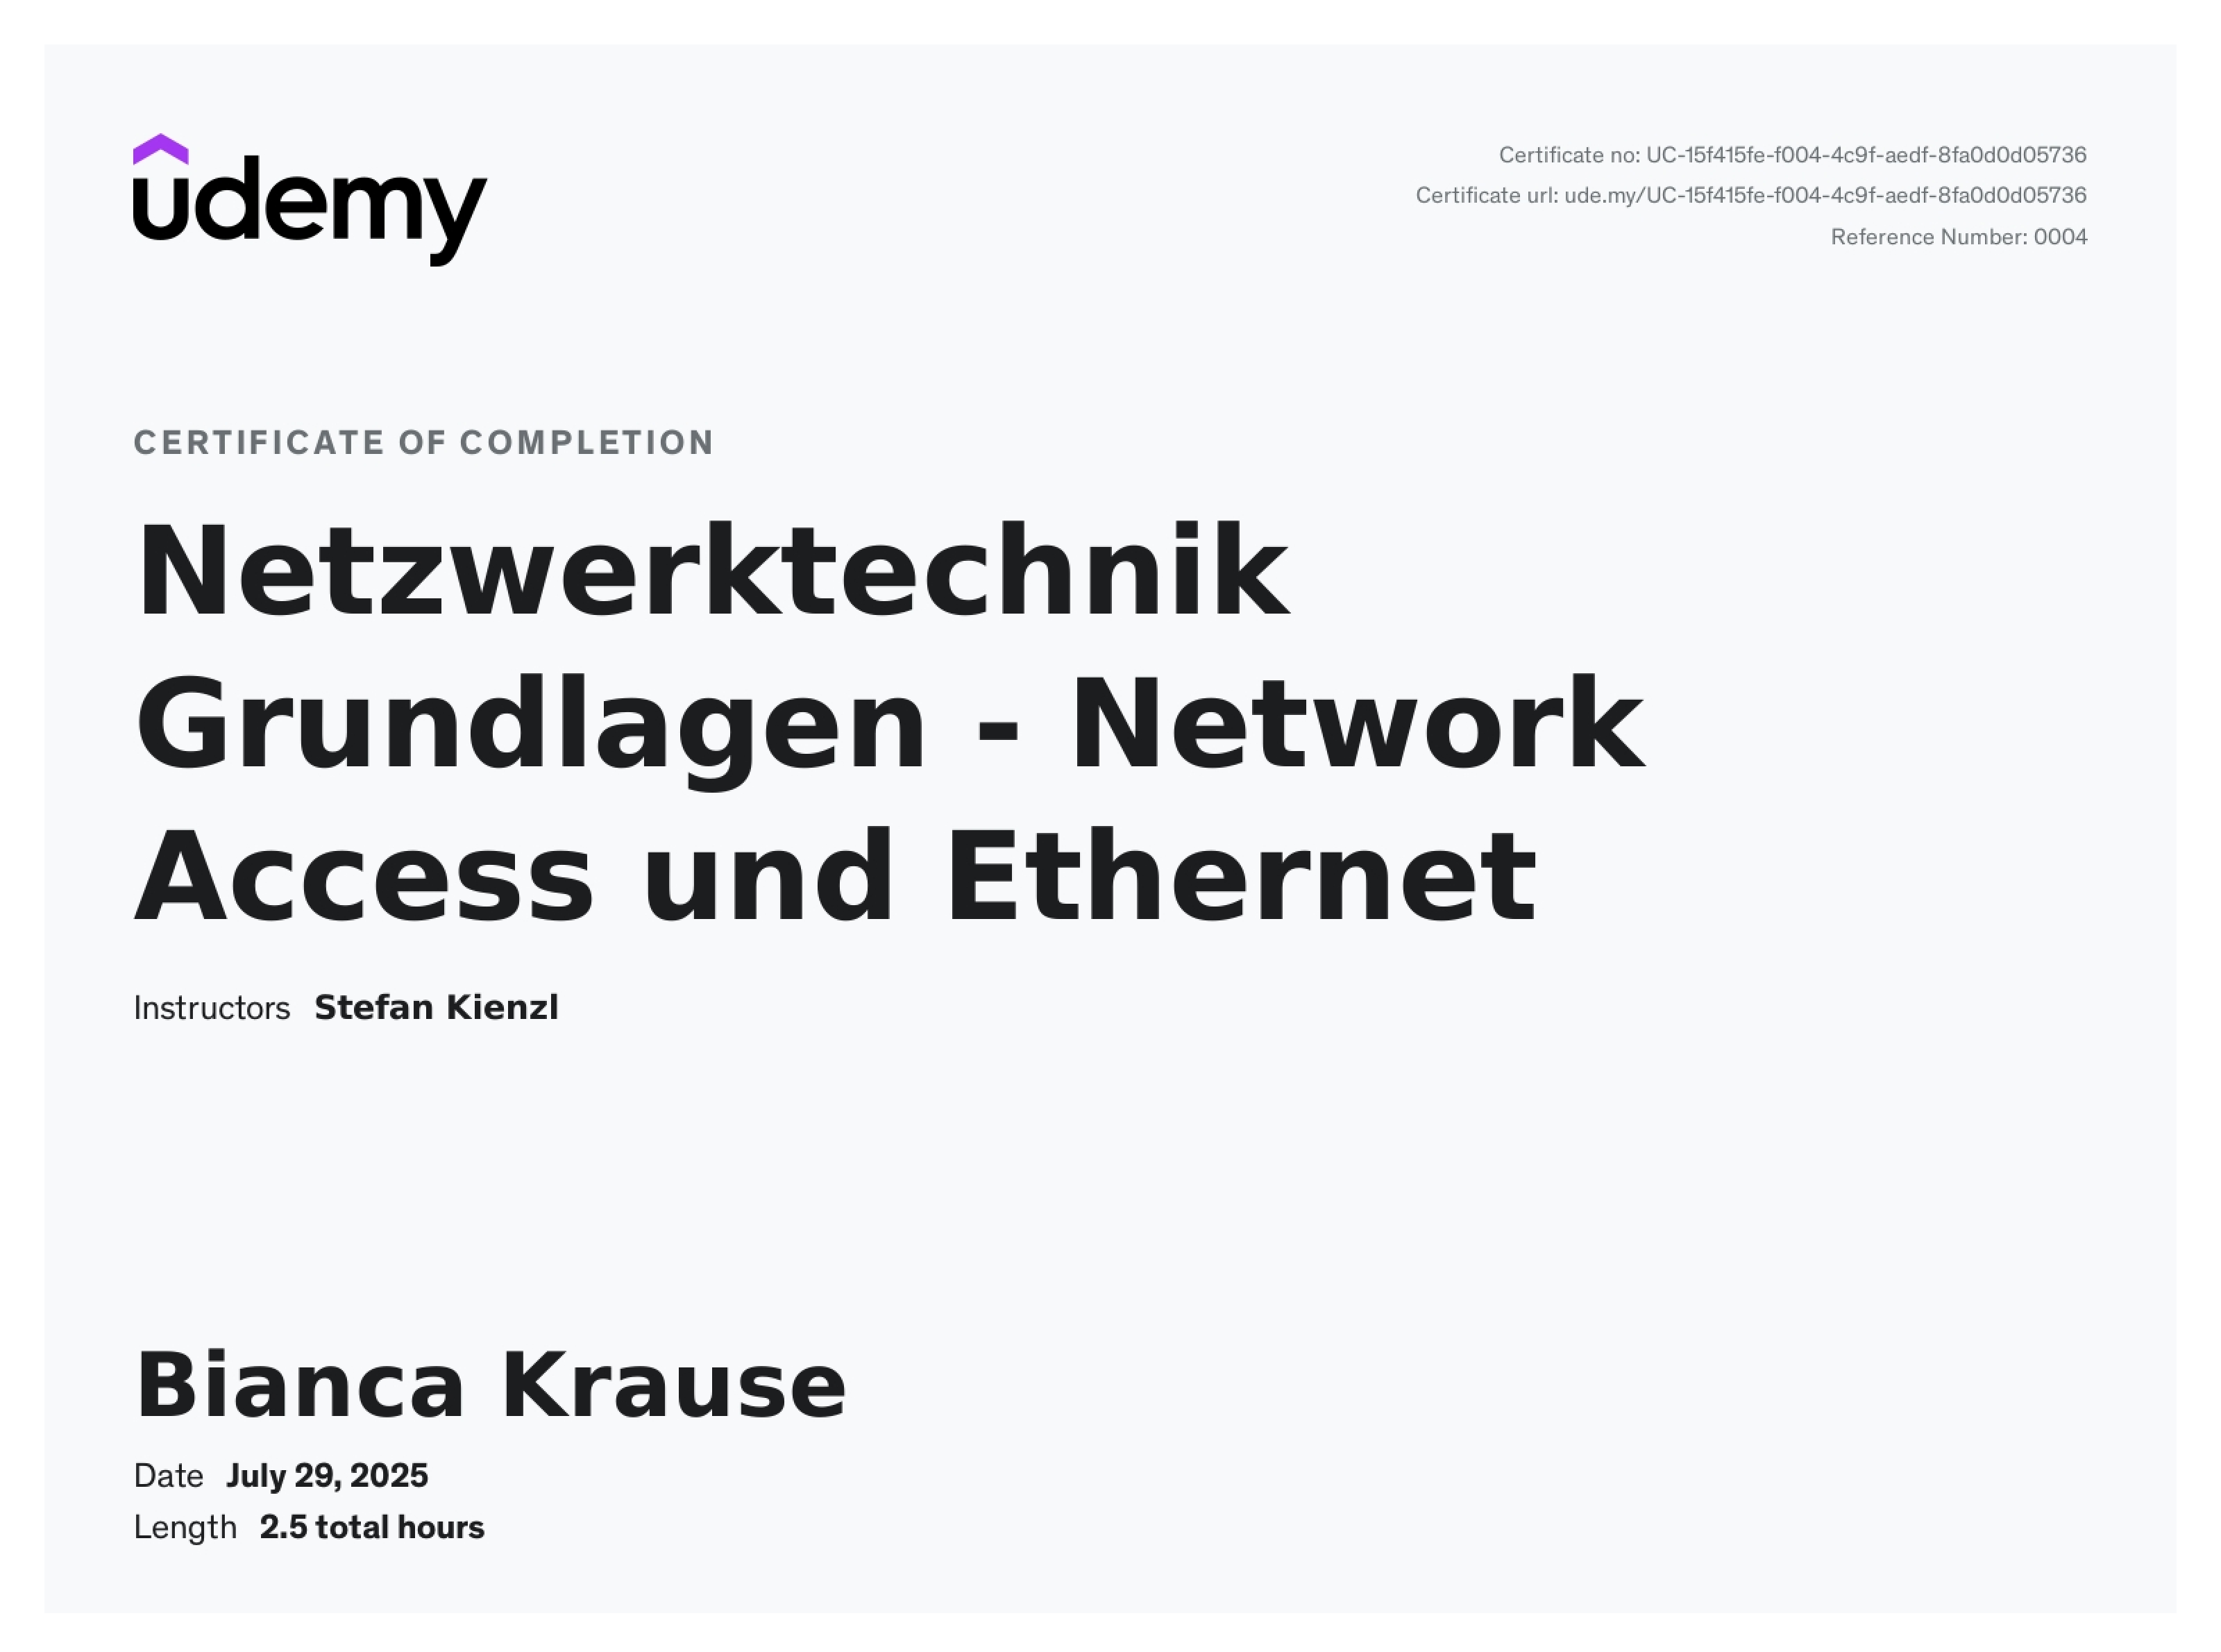 udemy
Certificate no: UC-15f415fe-f004-4c9f-aedf-8fa0d0d05736
Certificate url: ude.my/UC-15f415fe-f004-4c9f-aedf-8fa0d0d05736
Reference Number: 0004
CERTIFICATE OF COMPLETION
Netzwerktechnik
Grundlagen - Network
Access und Ethernet
Instructors Stefan Kienzl
Bianca Krause
Date July 29, 2025
Length 2.5 total hours